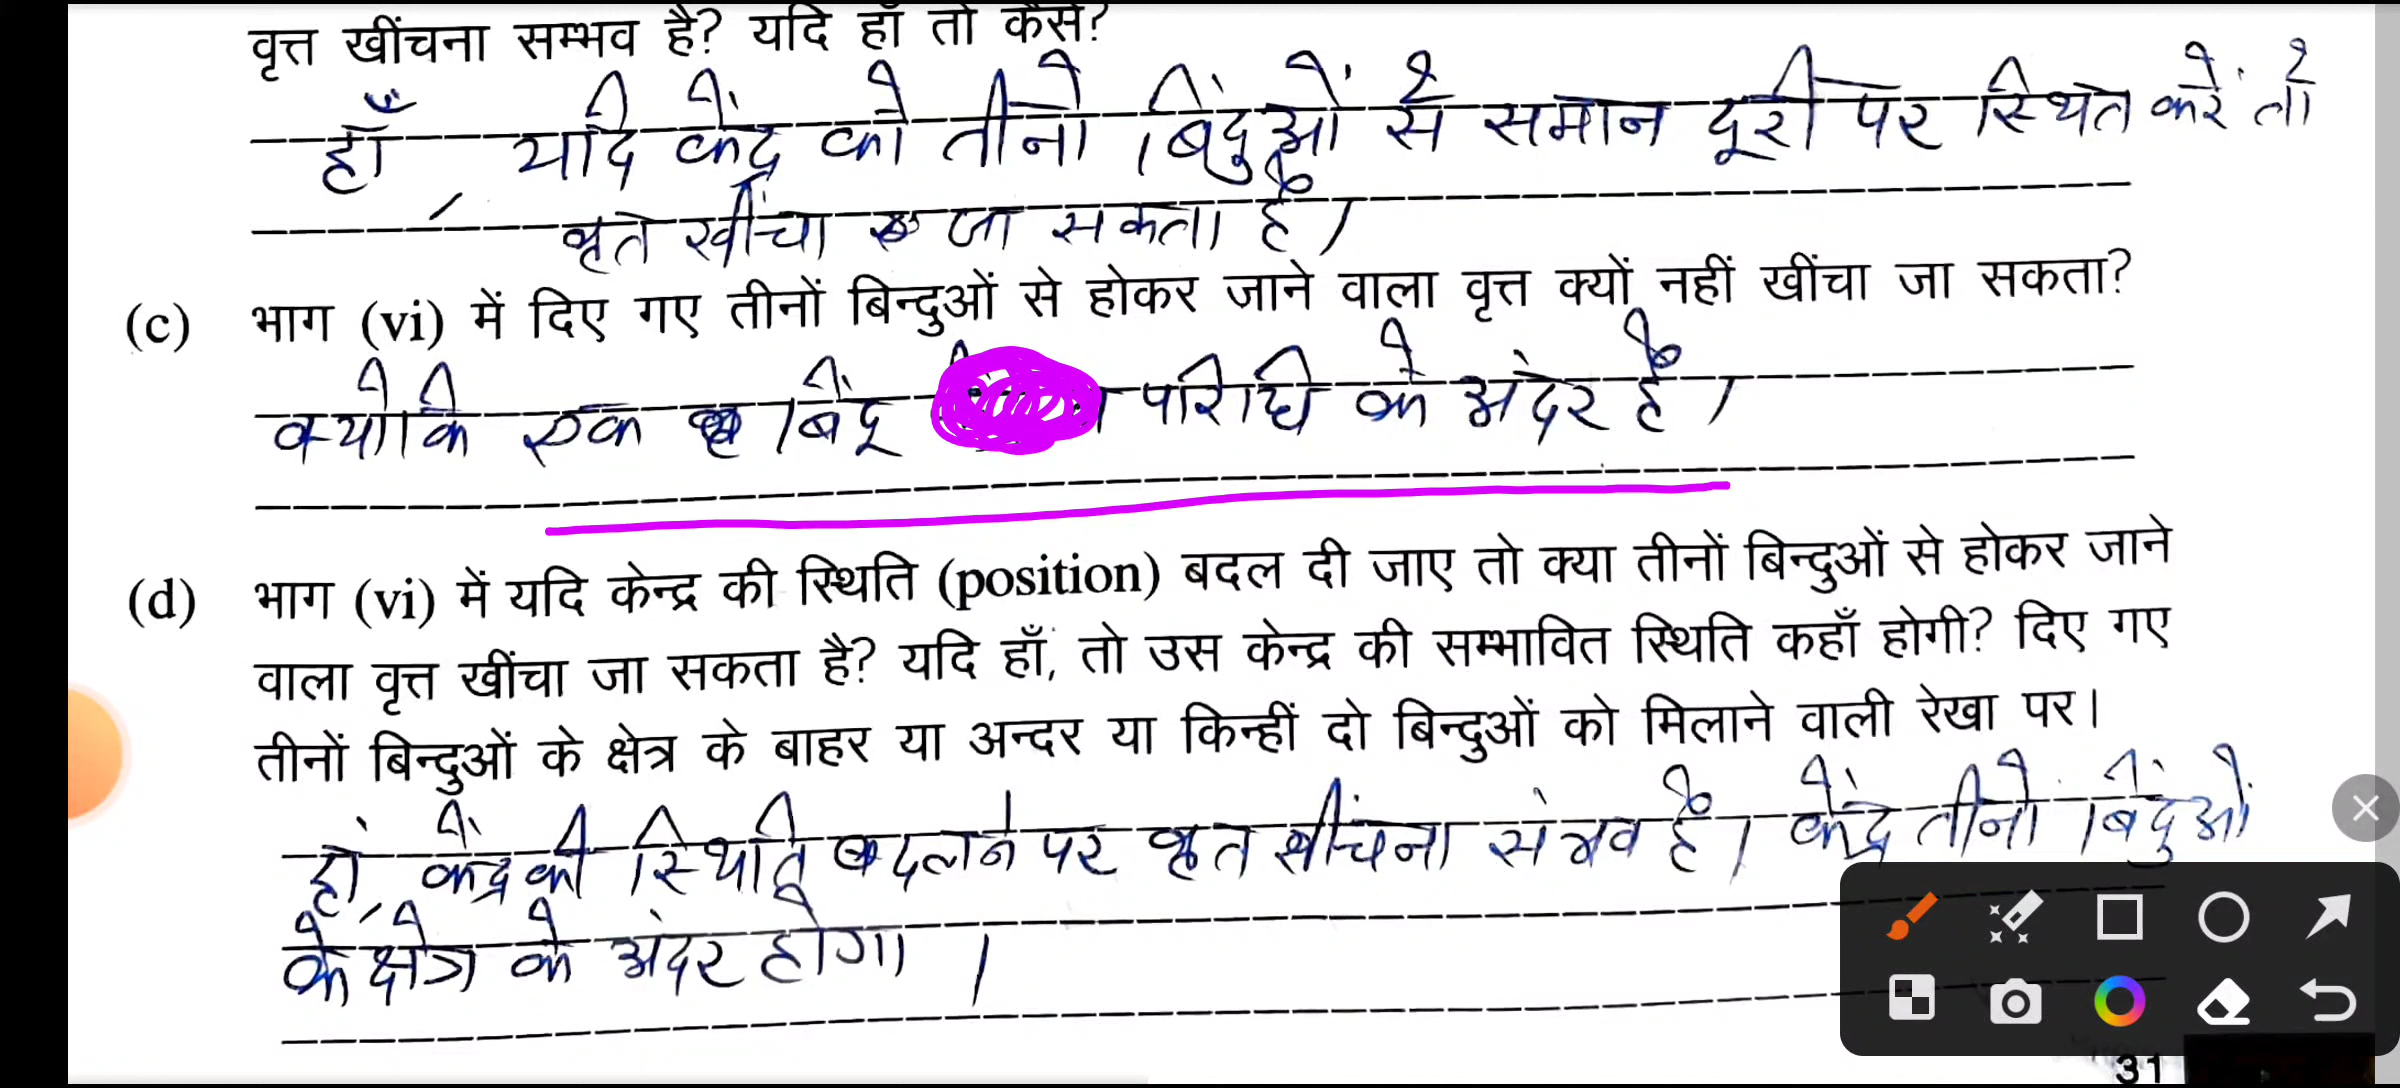 वृत्त खींचना सम्भव है? यदि हाँ तो कैसे?
हाँ, यदि केंद्र को तीनो बिंदुओं से समान दूरी पर स्थित करें तो
वृत खींचा जा सकता है।
(c) भाग (vi) में दिए गए तीनों बिन्दुओं से होकर जाने वाला वृत्त क्यों नहीं खींचा जा सकता?
क्योकि एक बिंदू परिधि के अंदर है।
(d) भाग (vi) में यदि केन्द्र की स्थिति (position) बदल दी जाए तो क्या तीनों बिन्दुओं से होकर जाने
वाला वृत्त खींचा जा सकता है? यदि हाँ, तो उस केन्द्र की सम्भावित स्थिति कहाँ होगी? दिए गए
तीनों बिन्दुओं के क्षेत्र के बाहर या अन्दर या किन्हीं दो बिन्दुओं को मिलाने वाली रेखा पर।
हां, केंद्र की स्थिति बदलने पर वृत खींचना संभव है। केंद्र तीनो बिंदुओं
के क्षेत्र के अंदर होगा।
31